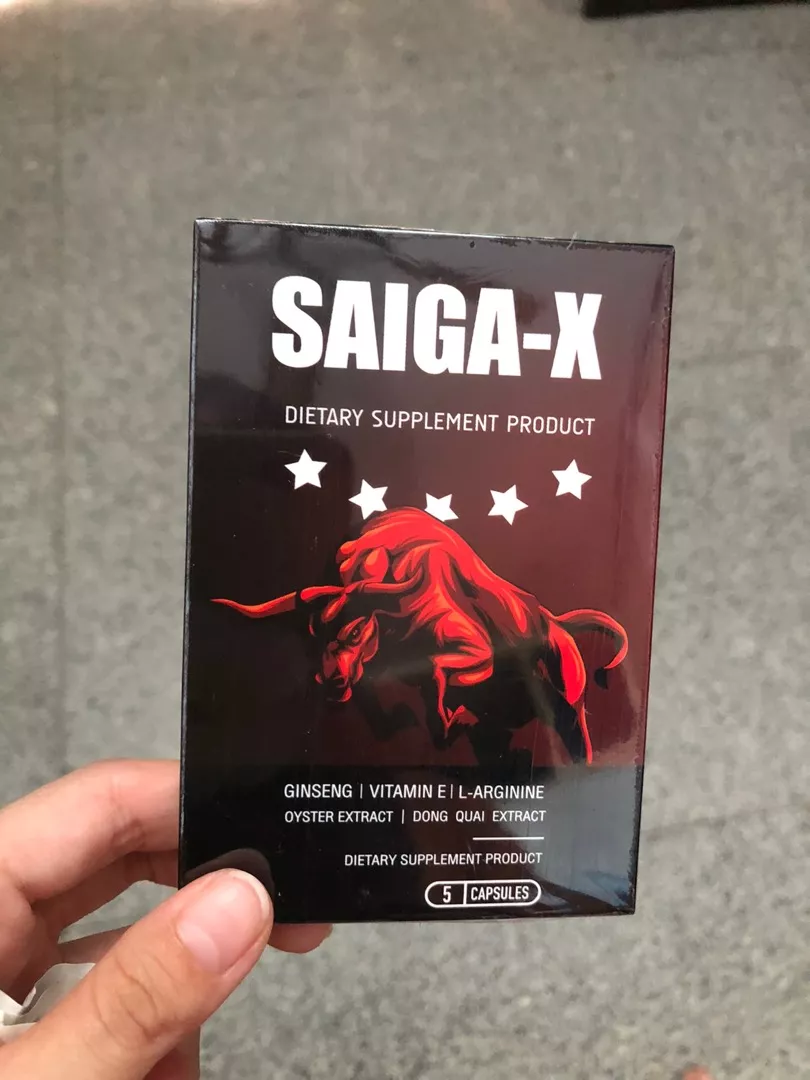 SAIGA-X
DIETARY SUPPLEMENT PRODUCT
GINSENG | VITAMIN E | L-ARGININE
OYSTER EXTRACT | DONG QUAI EXTRACT
DIETARY SUPPLEMENT PRODUCT
5 | CAPSULES